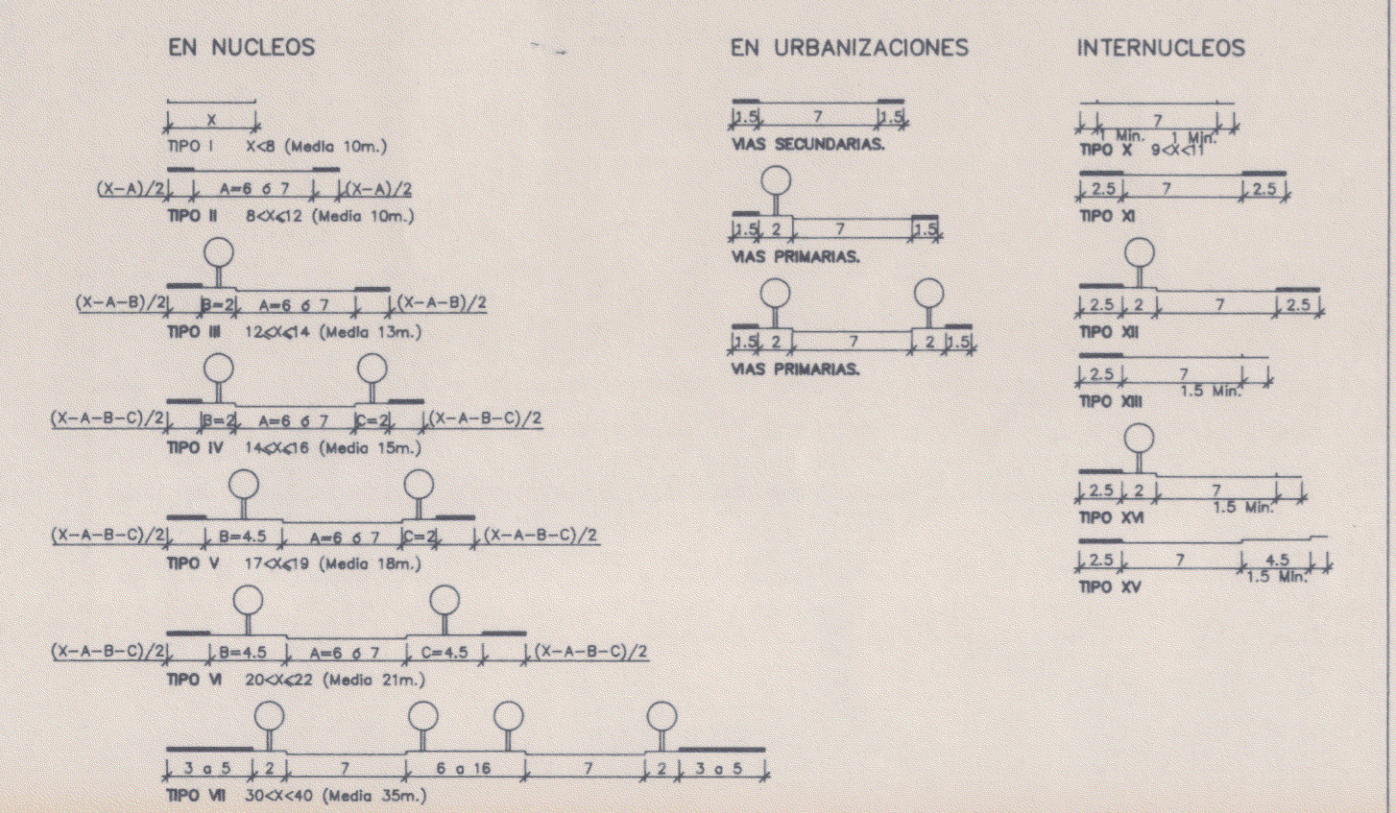 EN NUCLEOS
X
TIPO I X<8 (Media 10m.)
(X-A)/2 A=6 ó 7 (X-A)/2
TIPO II 8<X⩽12 (Media 10m.)
(X-A-B)/2 B=2 A=6 ó 7 (X-A-B)/2
TIPO III 12⩽X⩽14 (Media 13m.)
(X-A-B-C)/2 B=2 A=6 ó 7 C=2 (X-A-B-C)/2
TIPO IV 14<X⩽16 (Media 15m.)
(X-A-B-C)/2 B=4.5 A=6 ó 7 C=2 (X-A-B-C)/2
TIPO V 17<X⩽19 (Media 18m.)
(X-A-B-C)/2 B=4.5 A=6 ó 7 C=4.5 (X-A-B-C)/2
TIPO VI 20<X⩽22 (Media 21m.)
3 a 5 2 7 6 a 16 7 2 3 a 5
TIPO VII 30<X<40 (Media 35m.)
EN URBANIZACIONES
1.5 7 1.5
VIAS SECUNDARIAS.
1.5 2 7 1.5
VIAS PRIMARIAS.
1.5 2 7 2 1.5
VIAS PRIMARIAS.
INTERNUCLEOS
7
1 Min. 1 Min.
TIPO X 9<X<11
2.5 7 2.5
TIPO XI
2.5 2 7 2.5
TIPO XII
2.5 7
1.5 Min.
TIPO XIII
2.5 2 7
1.5 Min.
TIPO XVI
2.5 7 4.5
1.5 Min.
TIPO XV